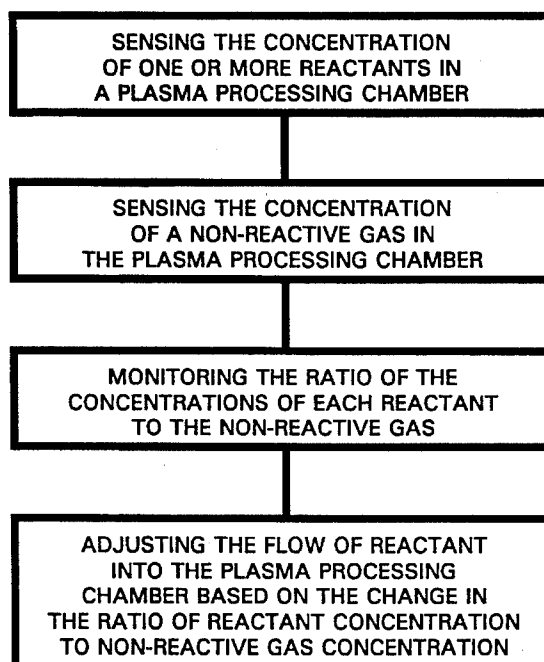 SENSING THE CONCENTRATION
OF ONE OR MORE REACTANTS IN
A PLASMA PROCESSING CHAMBER
SENSING THE CONCENTRATION
OF A NON-REACTIVE GAS IN
THE PLASMA PROCESSING CHAMBER
MONITORING THE RATIO OF THE
CONCENTRATIONS OF EACH REACTANT
TO THE NON-REACTIVE GAS
ADJUSTING THE FLOW OF REACTANT
INTO THE PLASMA PROCESSING
CHAMBER BASED ON THE CHANGE IN
THE RATIO OF REACTANT CONCENTRATION
TO NON-REACTIVE GAS CONCENTRATION